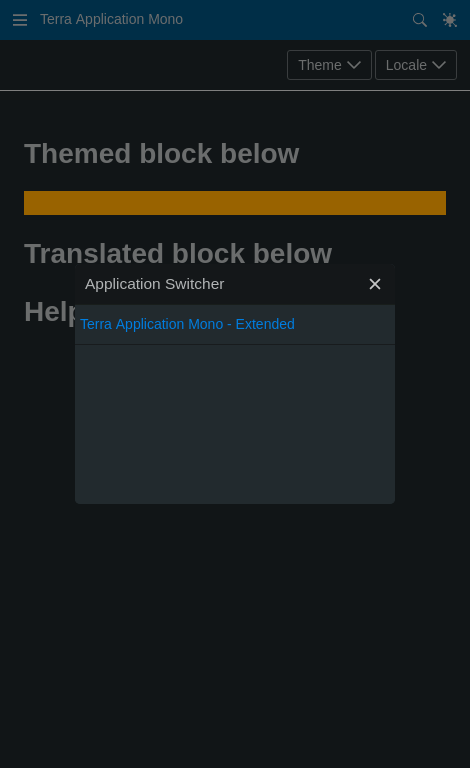 Terra Application Mono
Theme
Locale
Themed block below
Translated block below
Help
Application Switcher
Terra Application Mono - Extended